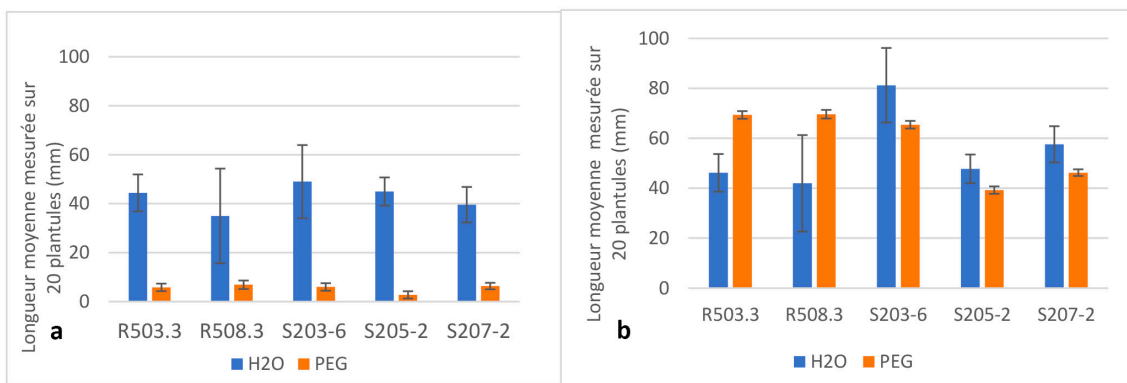 Longueur moyenne mesurée sur
20 plantules (mm)
100
80
60
40
20
0
R503.3 R508.3 S203-6 S205-2 S207-2
a
H2O PEG
Longueur moyenne mesurée sur
20 plantules (mm)
100
80
60
40
20
0
R503.3 R508.3 S203-6 S205-2 S207-2
b
H2O PEG